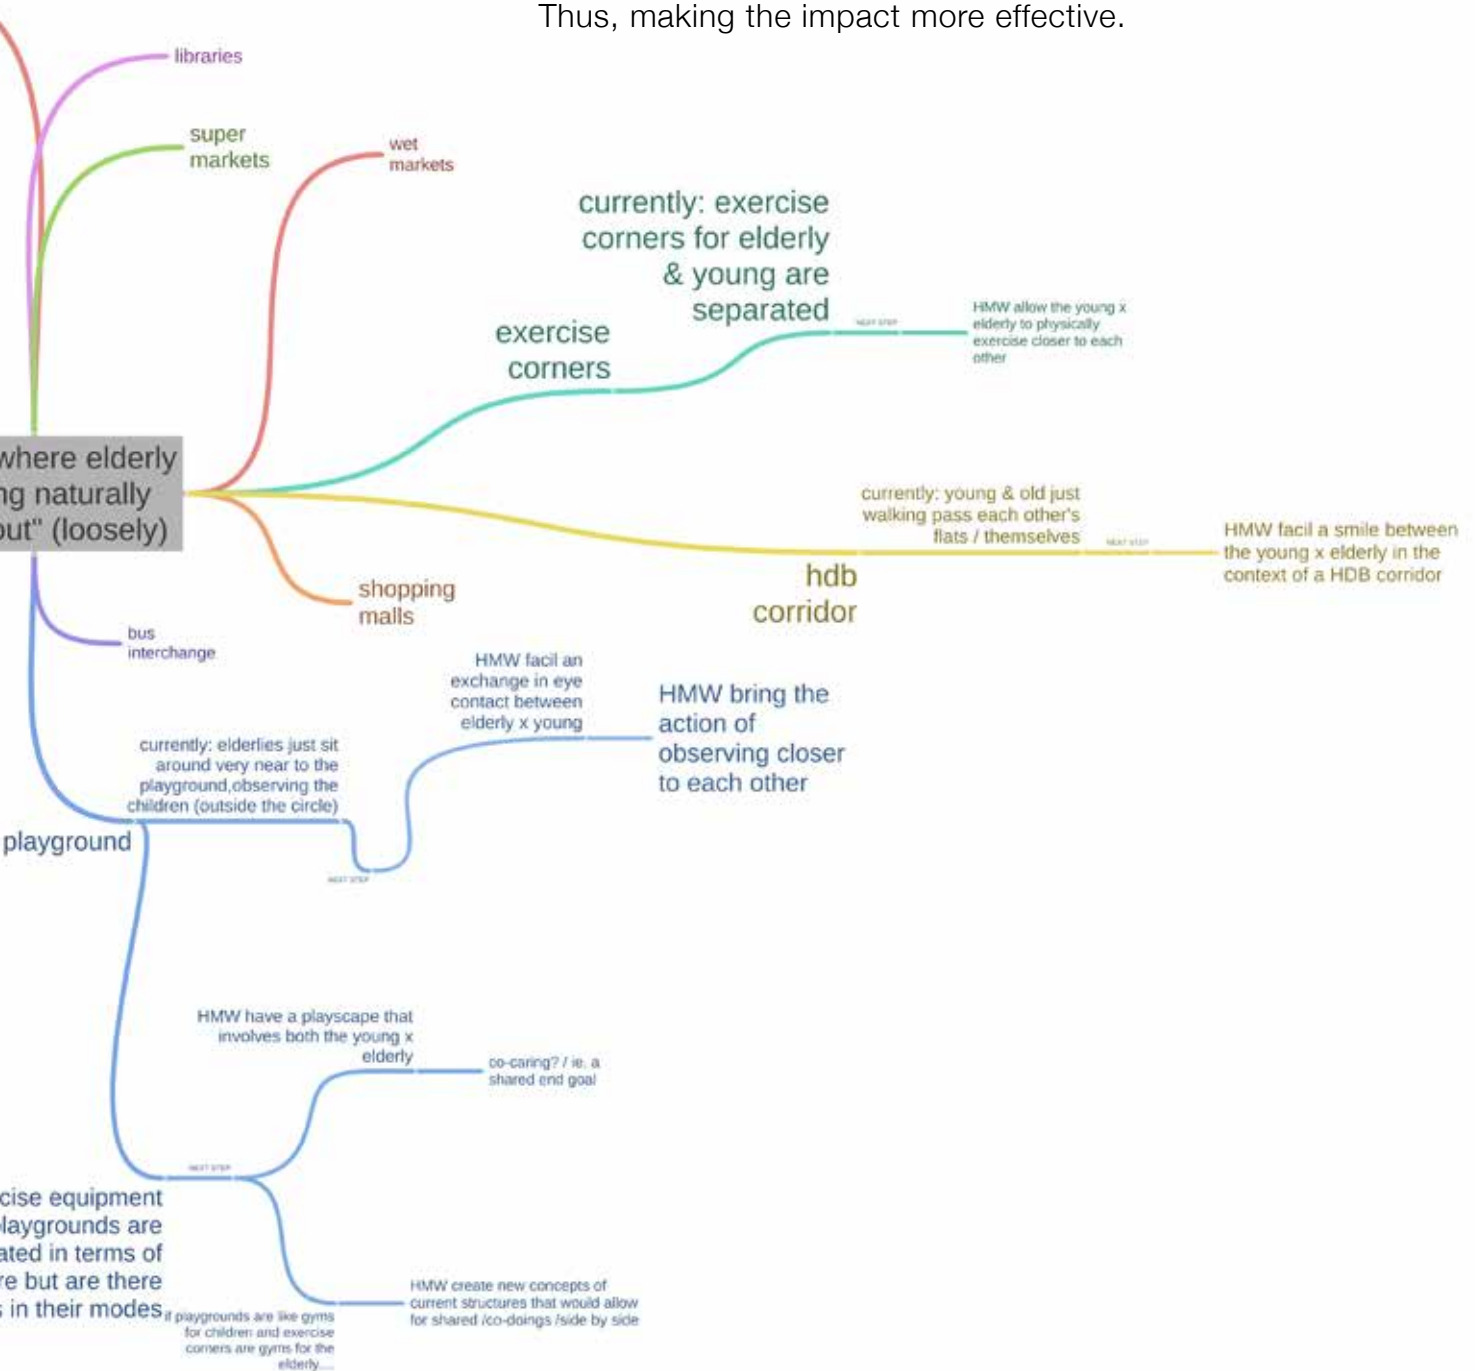 Thus, making the impact more effective.
libraries
super
markets
wet
markets
currently: exercise
corners for elderly
& young are
separated
exercise
corners
NEXT STEP
HMW allow the young x
elderly to physically
exercise closer to each
other
where elderly
ng naturally
out" (loosely)
currently: young & old just
walking pass each other's
flats / themselves
NEXT STEP
HMW facil a smile between
the young x elderly in the
context of a HDB corridor
hdb
corridor
shopping
malls
bus
interchange
HMW facil an
exchange in eye
contact between
elderly x young
HMW bring the
action of
observing closer
to each other
currently: elderlies just sit
around very near to the
playground,observing the
children (outside the circle)
playground
NEXT STEP
HMW have a playscape that
involves both the young x
elderly
co-caring? / ie. a
shared end goal
NEXT STEP
cise equipment
laygrounds are
ated in terms of
re but are there
s in their modes
if playgrounds are like gyms
for children and exercise
corners are gyms for the
elderly....
HMW create new concepts of
current structures that would allow
for shared /co-doings /side by side